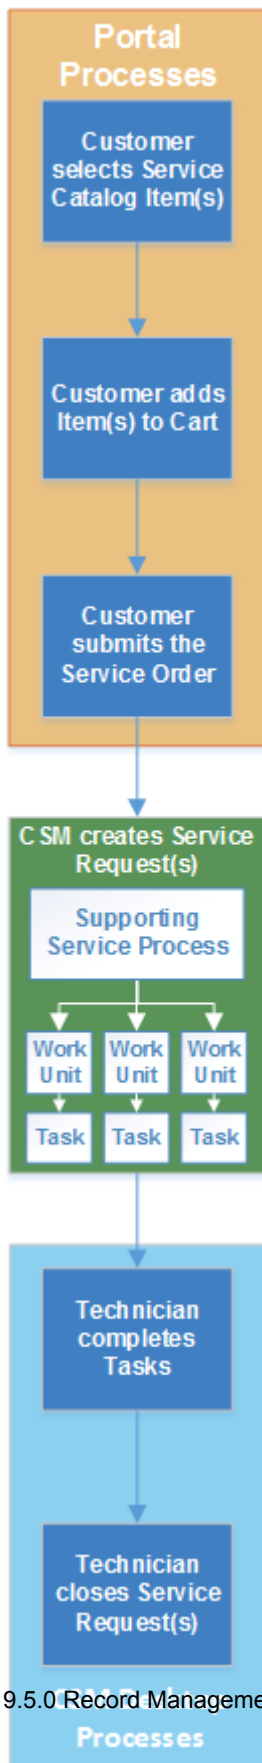 Portal
Processes
Customer
selects Service
Catalog Item(s)
Customer adds
Item(s) to Cart
Customer
submits the
Service Order
CSM creates Service
Request(s)
Supporting
Service Process
Work Work Work
Unit Unit Unit
Task Task Task
Technician
completes
Tasks
Technician
closes Service
Request(s)
9.5.0 Record Manageme
Processes